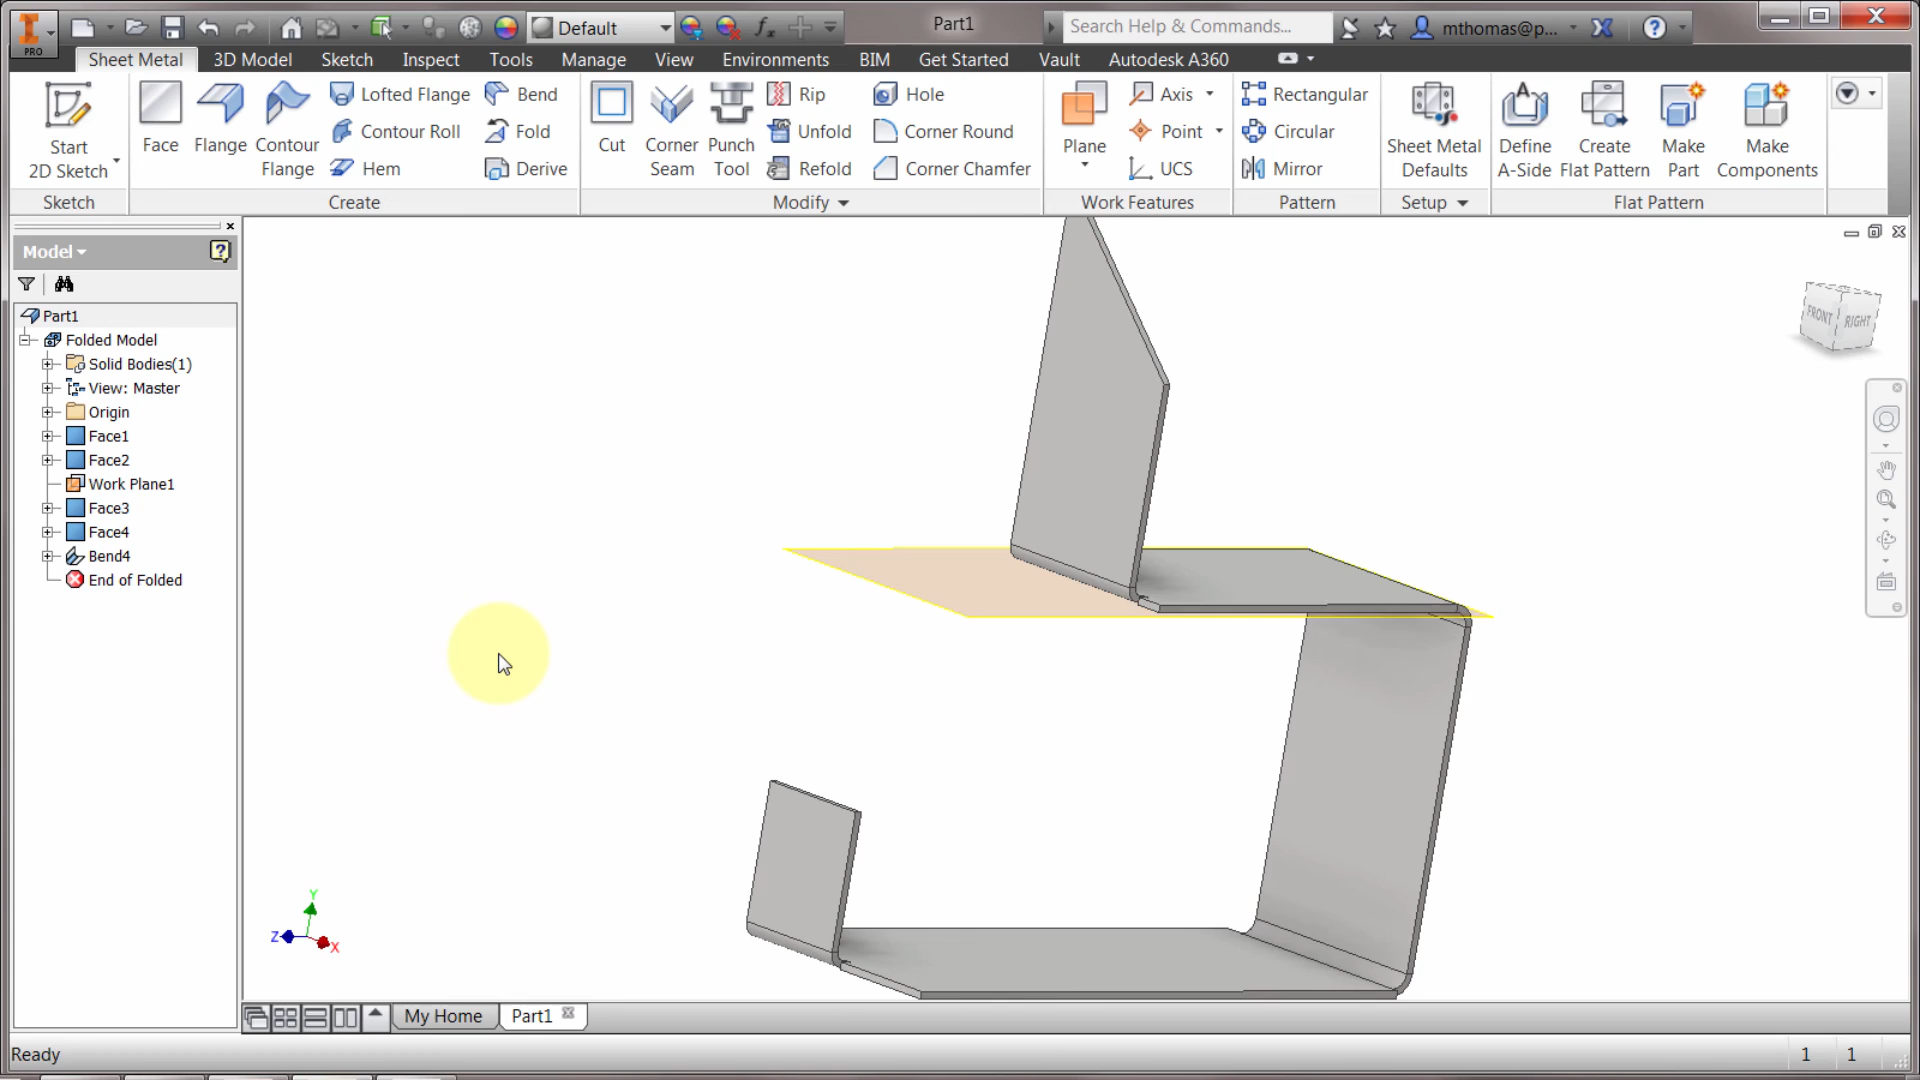 PRO
Default
fx
Part1
Search Help & Commands...
mthomas@p...
Sheet Metal
3D Model
Sketch
Inspect
Tools
Manage
View
Environments
BIM
Get Started
Vault
Autodesk A360
Start
2D Sketch
Face
Flange
Contour
Flange
Lofted Flange
Contour Roll
Hem
Bend
Fold
Derive
Cut
Corner
Seam
Punch
Tool
Rip
Unfold
Refold
Hole
Corner Round
Corner Chamfer
Plane
Axis
Point
UCS
Rectangular
Circular
Mirror
Sheet Metal
Defaults
Define
A-Side
Create
Flat Pattern
Make
Part
Make
Components
Sketch
Create
Modify
Work Features
Pattern
Setup
Flat Pattern
Model
Part1
Folded Model
Solid Bodies(1)
View: Master
Origin
Face1
Face2
Work Plane1
Face3
Face4
Bend4
End of Folded
FRONT
RIGHT
Y
Z
X
My Home
Part1
Ready
1
1